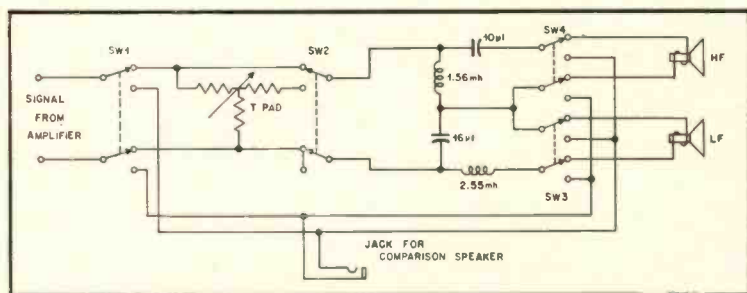 SW1
SIGNAL
FROM
AMPLIFIER
T PAD
SW2
10µf
1.56mh
16µf
2.55mh
SW4
HF
LF
SW3
JACK FOR
COMPARISON SPEAKER